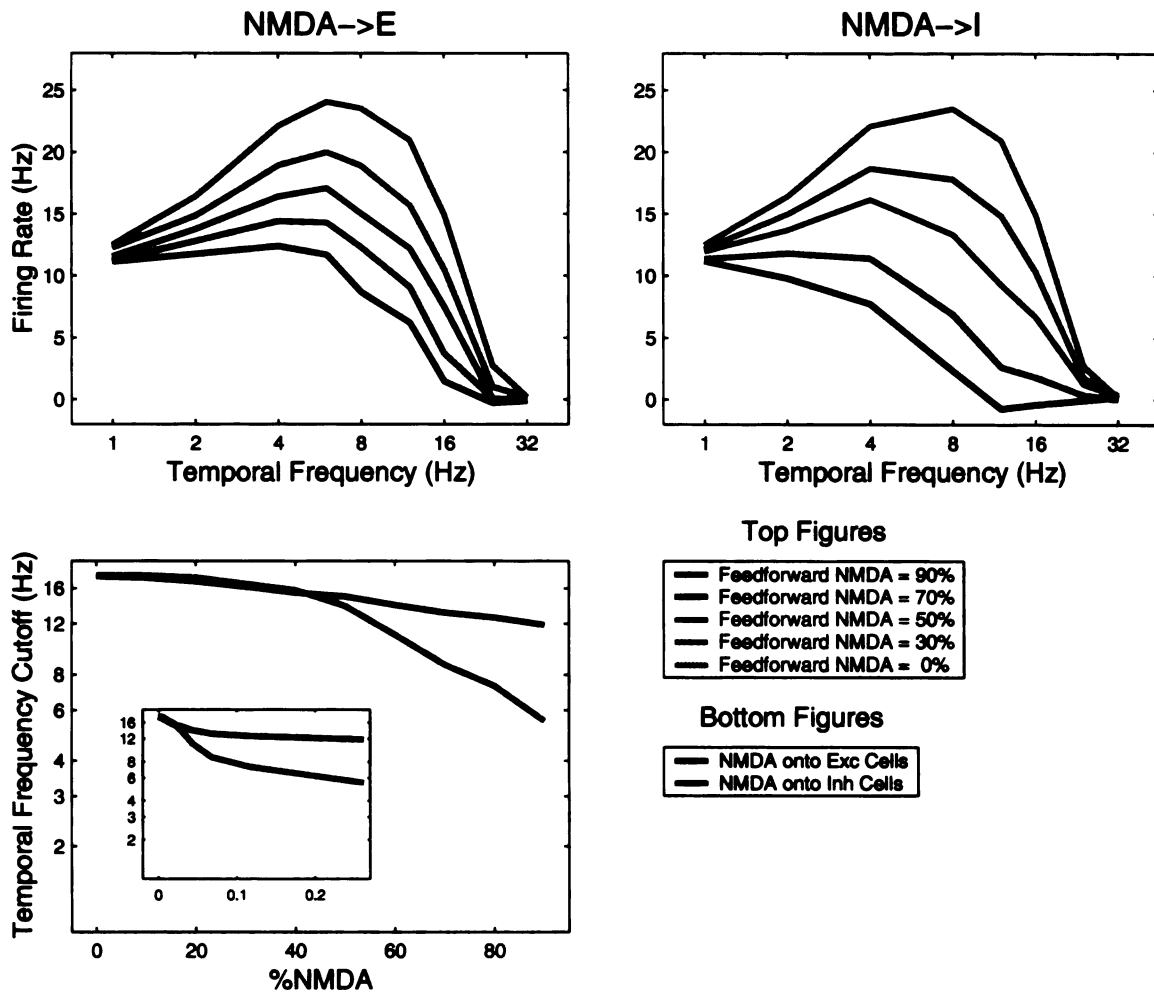 NMDA->E
NMDA->I
Firing Rate (Hz)
25
20
15
10
5
0
1 2 4 8 16 32
Temporal Frequency (Hz)
25
20
15
10
5
0
1 2 4 8 16 32
Temporal Frequency (Hz)
Temporal Frequency Cutoff (Hz)
16
12
8
6
4
3
2
16
12
8
6
4
3
2
0 0.1 0.2
0 20 40 60 80
%NMDA
Top Figures
Feedforward NMDA = 90%
Feedforward NMDA = 70%
Feedforward NMDA = 50%
Feedforward NMDA = 30%
Feedforward NMDA = 0%
Bottom Figures
NMDA onto Exc Cells
NMDA onto Inh Cells